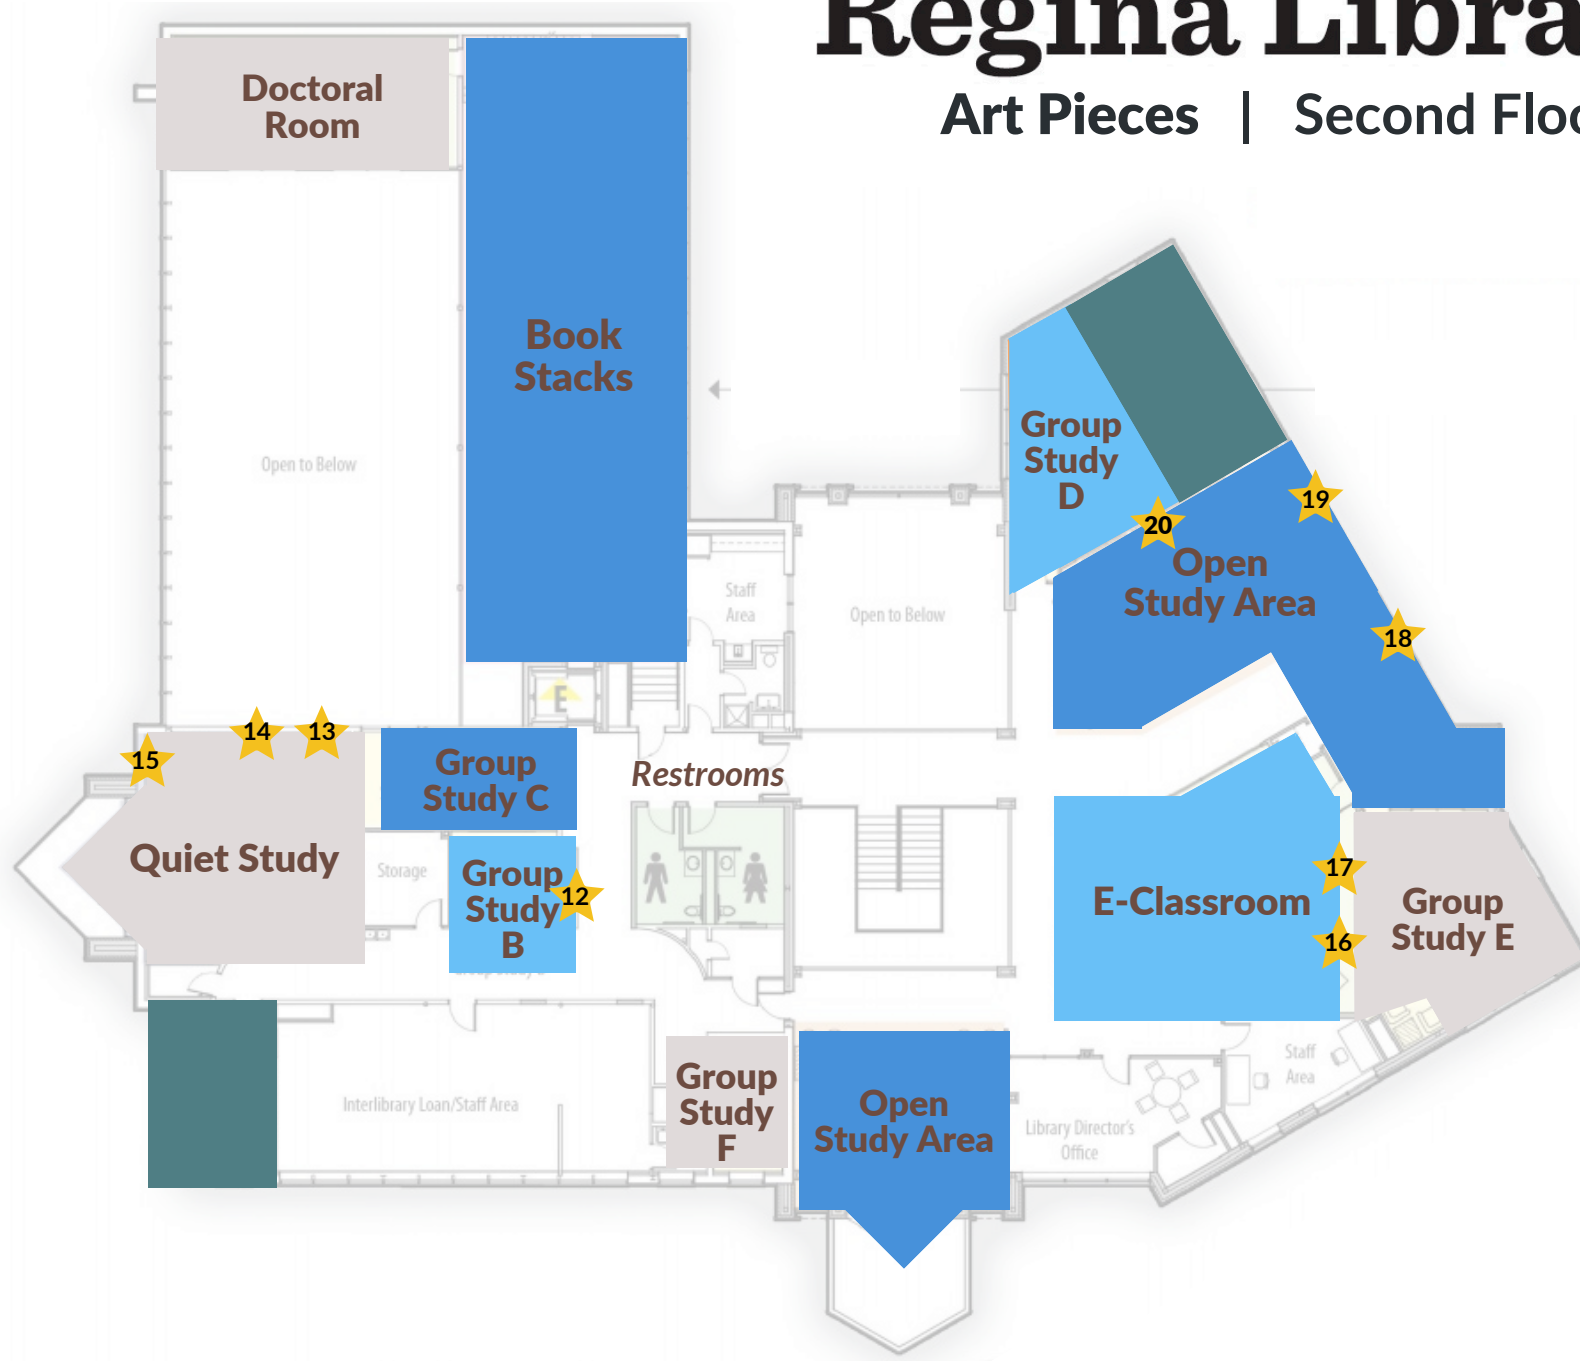 Regina Libra
Art Pieces | Second Floo
Doctoral
Room
Book
Stacks
Open to Below
Group
Study
D
19
20
Open
Study Area
18
Staff
Area
Open to Below
E
14
13
15
Group
Study C
Restrooms
Quiet Study
Storage
Group
Study
B
12
17
E-Classroom
16
Group
Study E
Interlibrary Loan/Staff Area
Group
Study
F
Open
Study Area
Library Director's
Office
Staff
Area